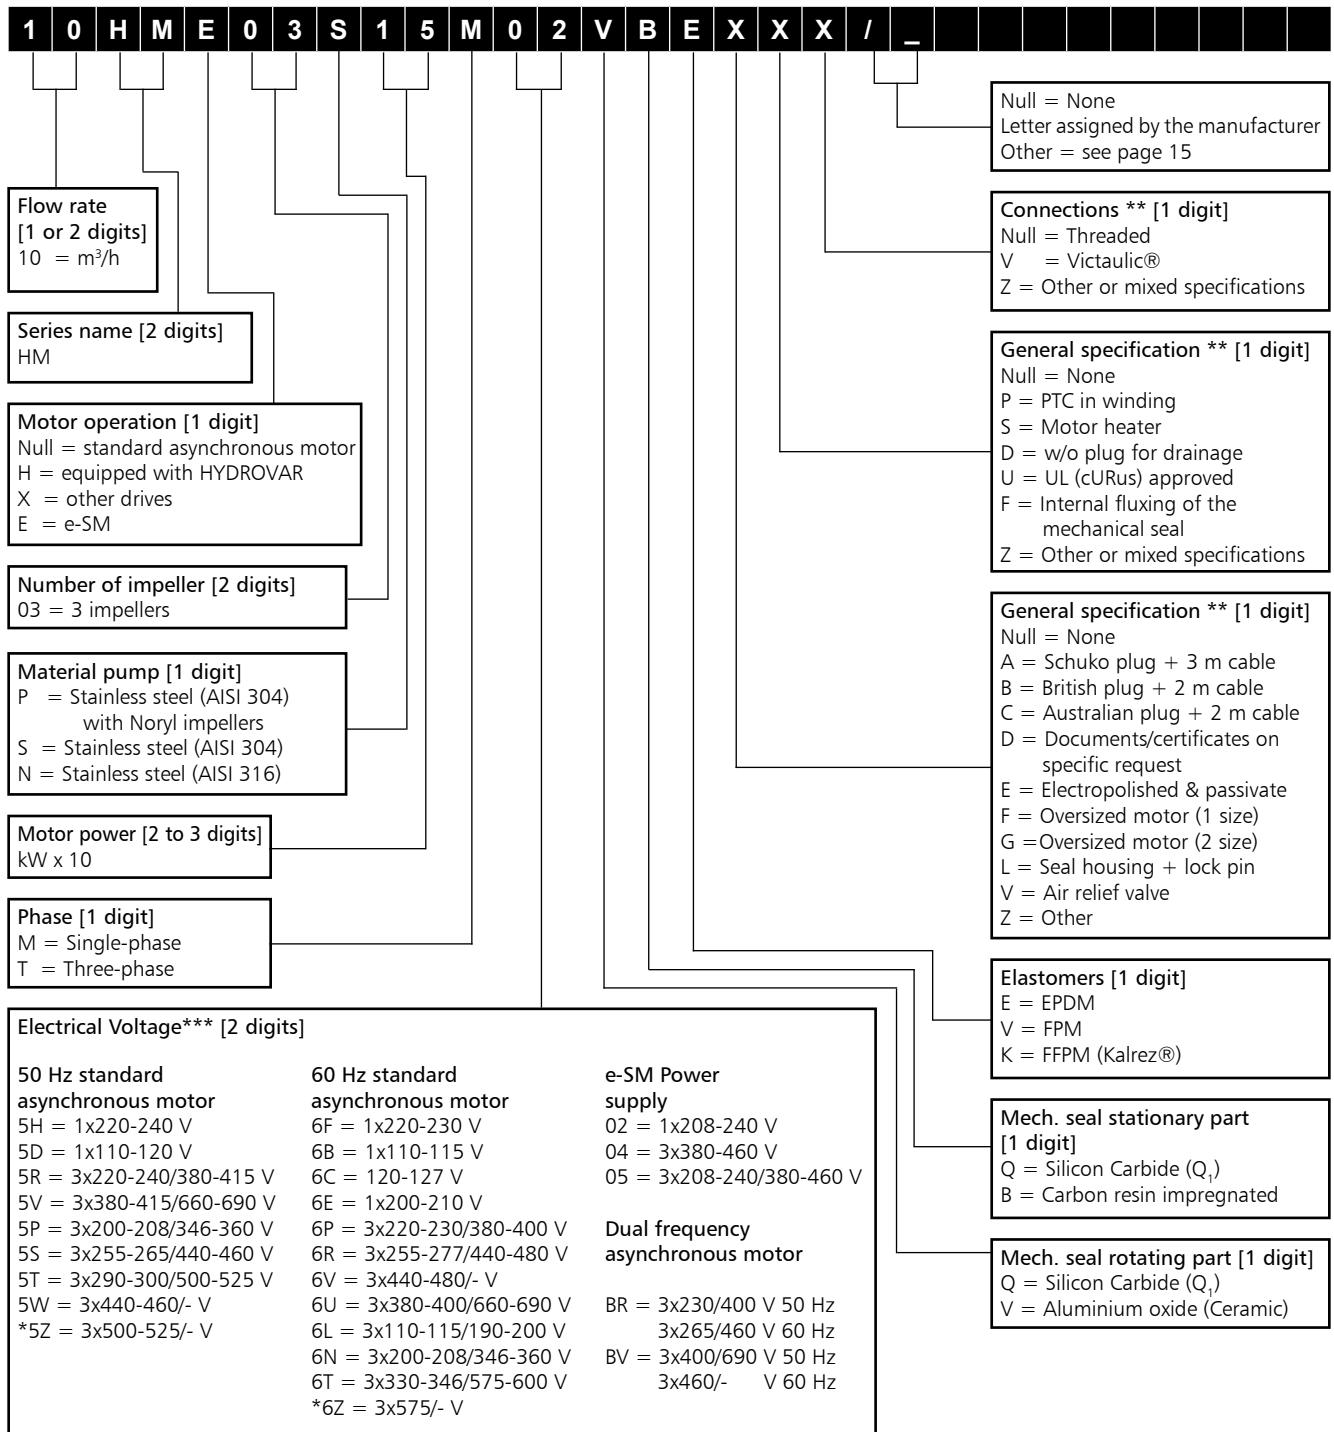 10HME03S15M02VBEXXX/_
Flow rate
[1 or 2 digits]
10 = m³/h
Series name [2 digits]
HM
Motor operation [1 digit]
Null = standard asynchronous motor
H = equipped with HYDROVAR
X = other drives
E = e-SM
Number of impeller [2 digits]
03 = 3 impellers
Material pump [1 digit]
P = Stainless steel (AISI 304)
with Noryl impellers
S = Stainless steel (AISI 304)
N = Stainless steel (AISI 316)
Motor power [2 to 3 digits]
kW x 10
Phase [1 digit]
M = Single-phase
T = Three-phase
Electrical Voltage*** [2 digits]
50 Hz standard
asynchronous motor
5H = 1x220-240 V
5D = 1x110-120 V
5R = 3x220-240/380-415 V
5V = 3x380-415/660-690 V
5P = 3x200-208/346-360 V
5S = 3x255-265/440-460 V
5T = 3x290-300/500-525 V
5W = 3x440-460/- V
*5Z = 3x500-525/- V
60 Hz standard
asynchronous motor
6F = 1x220-230 V
6B = 1x110-115 V
6C = 120-127 V
6E = 1x200-210 V
6P = 3x220-230/380-400 V
6R = 3x255-277/440-480 V
6V = 3x440-480/- V
6U = 3x380-400/660-690 V
6L = 3x110-115/190-200 V
6N = 3x200-208/346-360 V
6T = 3x330-346/575-600 V
*6Z = 3x575/- V
e-SM Power
supply
02 = 1x208-240 V
04 = 3x380-460 V
05 = 3x208-240/380-460 V
Dual frequency
asynchronous motor
BR = 3x230/400 V 50 Hz
3x265/460 V 60 Hz
BV = 3x400/690 V 50 Hz
3x460/- V 60 Hz
Null = None
Letter assigned by the manufacturer
Other = see page 15
Connections ** [1 digit]
Null = Threaded
V = Victaulic®
Z = Other or mixed specifications
General specification ** [1 digit]
Null = None
P = PTC in winding
S = Motor heater
D = w/o plug for drainage
U = UL (cURus) approved
F = Internal fluxing of the
mechanical seal
Z = Other or mixed specifications
General specification ** [1 digit]
Null = None
A = Schuko plug + 3 m cable
B = British plug + 2 m cable
C = Australian plug + 2 m cable
D = Documents/certificates on
specific request
E = Electropolished & passivate
F = Oversized motor (1 size)
G =Oversized motor (2 size)
L = Seal housing + lock pin
V = Air relief valve
Z = Other
Elastomers [1 digit]
E = EPDM
V = FPM
K = FFPM (Kalrez®)
Mech. seal stationary part
[1 digit]
Q = Silicon Carbide (Q₁)
B = Carbon resin impregnated
Mech. seal rotating part [1 digit]
Q = Silicon Carbide (Q₁)
V = Aluminium oxide (Ceramic)